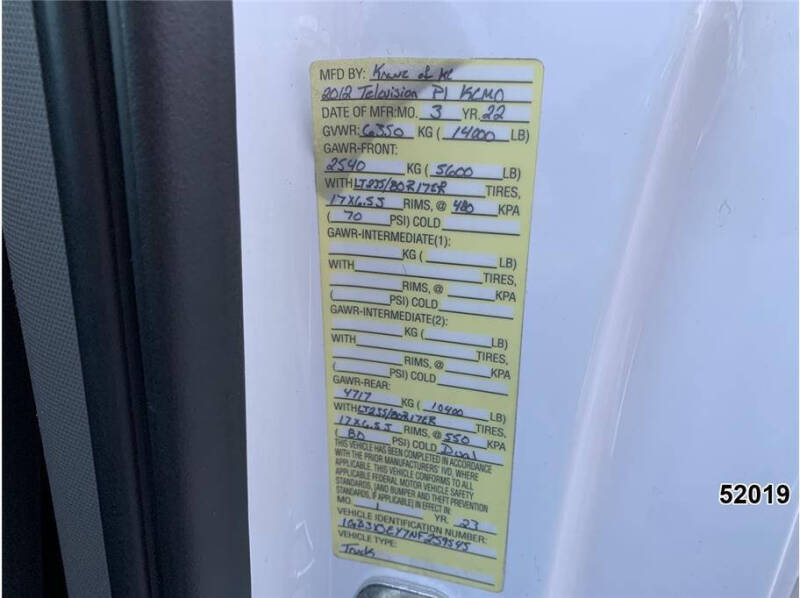 MFD BY: Kranz of KC
2012 Television Pl KCMO
DATE OF MFR:MO. 3 YR. 22
GVWR: 6350 KG ( 14000 LB)
GAWR-FRONT:
2540 KG ( 5600 LB)
WITH LT235/80R17ER TIRES,
17X6.5J RIMS, @ 480 KPA
( 70 PSI) COLD
GAWR-INTERMEDIATE(1):
KG ( LB)
WITH TIRES,
RIMS, @ KPA
( PSI) COLD
GAWR-INTERMEDIATE(2):
KG ( LB)
WITH TIRES,
RIMS, @ KPA
( PSI) COLD
GAWR-REAR:
4717 KG ( 10400 LB)
WITH LT235/80R17ER TIRES,
17X6.5J RIMS, @ 550 KPA
( 80 PSI) COLD Dual
THIS VEHICLE HAS BEEN COMPLETED IN ACCORDANCE
WITH THE PRIOR MANUFACTURERS' IVD, WHERE
APPLICABLE. THIS VEHICLE CONFORMS TO ALL
APPLICABLE FEDERAL MOTOR VEHICLE SAFETY
STANDARDS, [AND BUMPER AND THEFT PREVENTION
STANDARDS, IF APPLICABLE] IN EFFECT IN:
MO. 1 YR. 23
VEHICLE IDENTIFICATION NUMBER:
VEHICLE TYPE:
Truck
52019